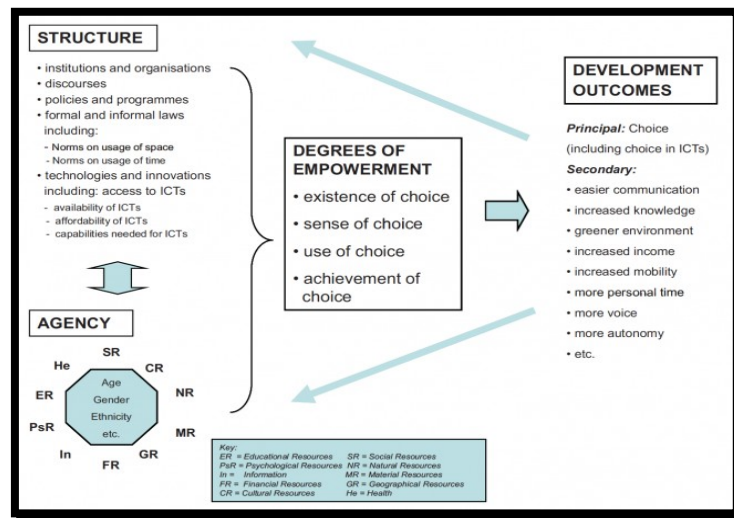 STRUCTURE
• institutions and organisations
• discourses
• policies and programmes
• formal and informal laws
including:
- Norms on usage of space
- Norms on usage of time
• technologies and innovations
including: access to ICTs
- availability of ICTs
- affordability of ICTs
- capabilities needed for ICTs
AGENCY
SR
He
CR
ER
NR
PsR
MR
In
GR
FR
Age
Gender
Ethnicity
etc.
DEGREES OF
EMPOWERMENT
• existence of choice
• sense of choice
• use of choice
• achievement of
choice
DEVELOPMENT
OUTCOMES
Principal: Choice
(including choice in ICTs)
Secondary:
• easier communication
• increased knowledge
• greener environment
• increased income
• increased mobility
• more personal time
• more voice
• more autonomy
• etc.
Key:
ER = Educational Resources SR = Social Resources
PsR = Psychological Resources NR = Natural Resources
In = Information MR = Material Resources
FR = Financial Resources GR = Geographical Resources
CR = Cultural Resources He = Health